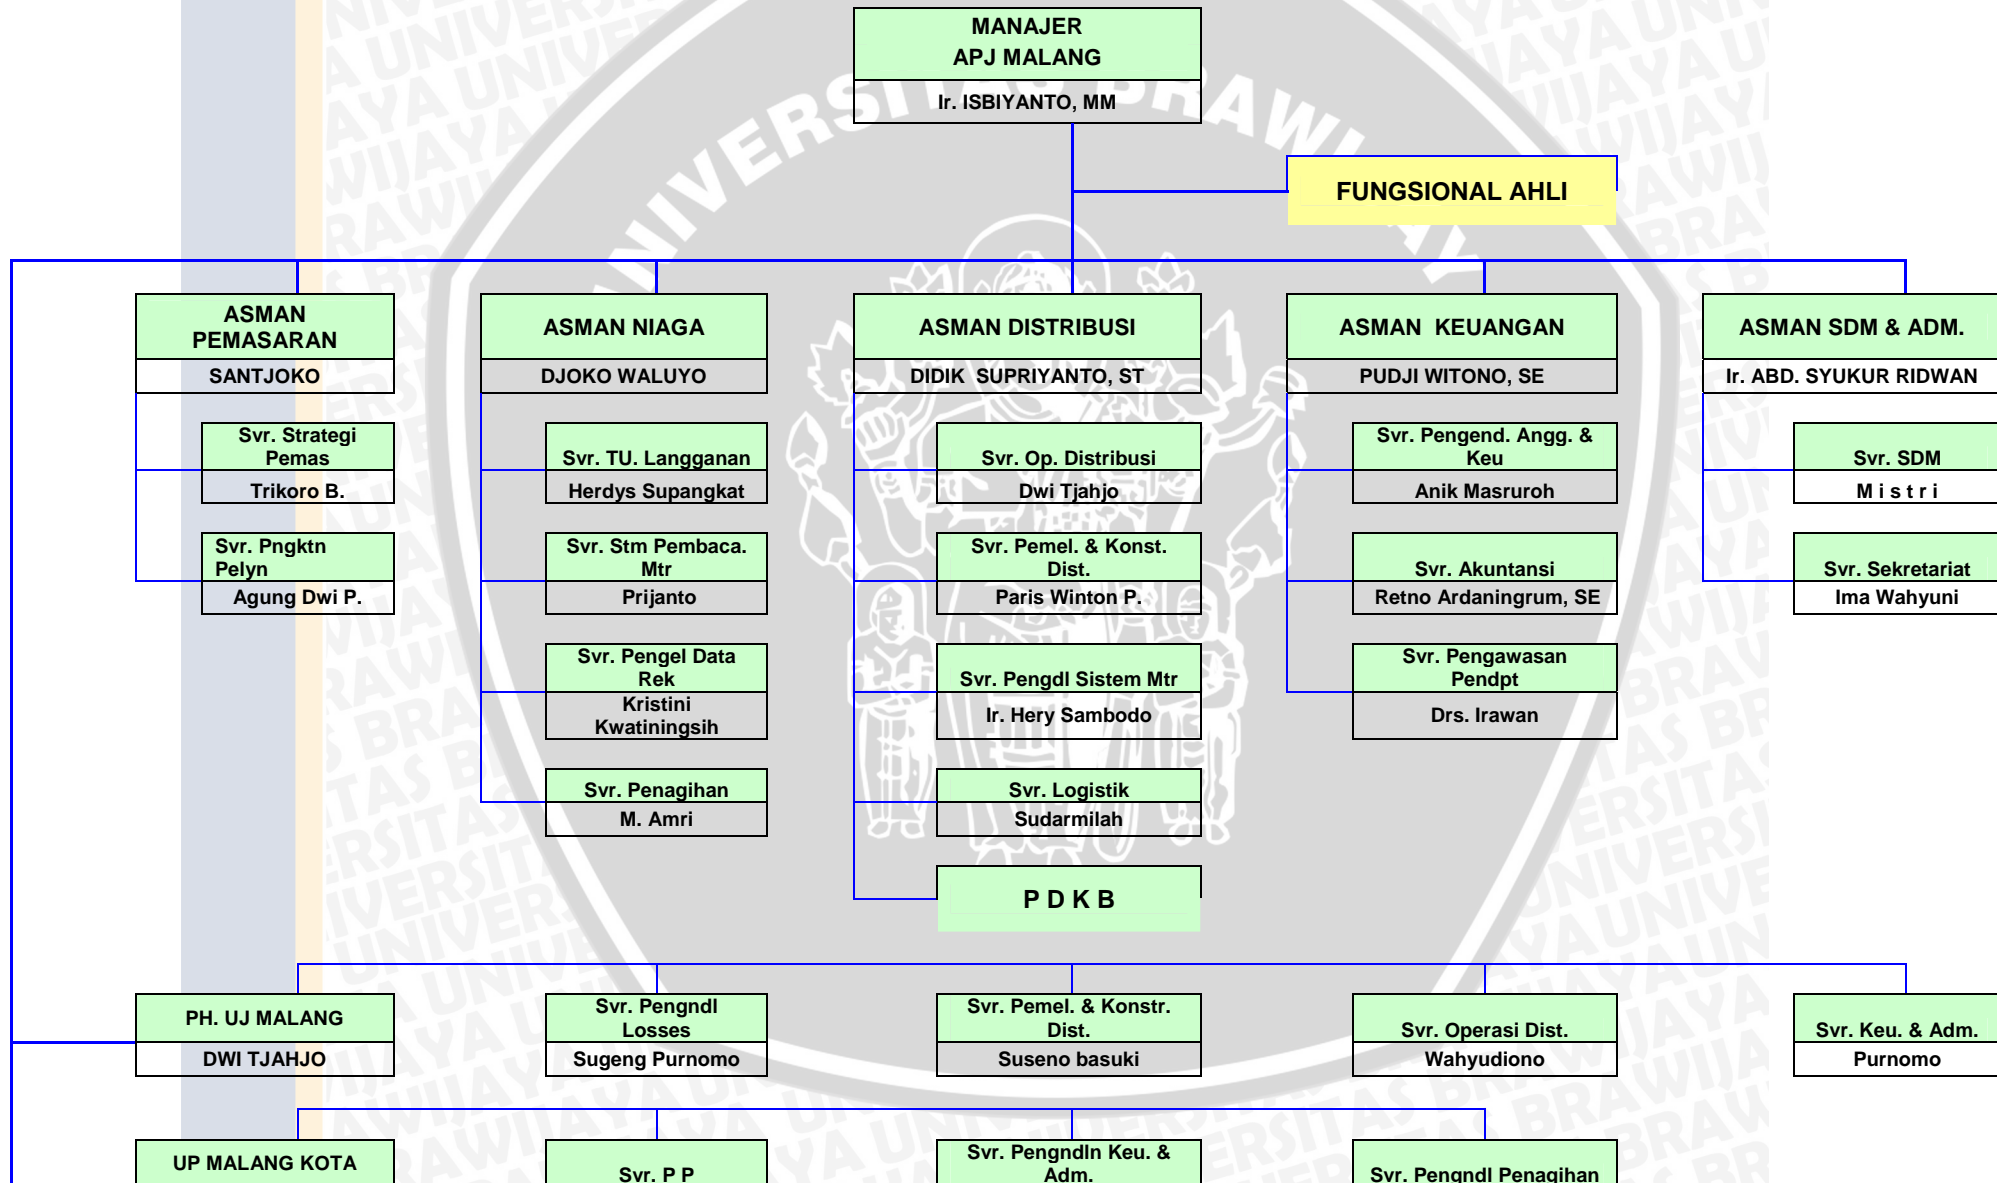 MANAJER
APJ MALANG
Ir. ISBIYANTO, MM
FUNGSIONAL AHLI
ASMAN
PEMASARAN
SANTJOKO
ASMAN NIAGA
DJOKO WALUYO
ASMAN DISTRIBUSI
DIDIK SUPRIYANTO, ST
ASMAN KEUANGAN
PUDJI WITONO, SE
ASMAN SDM & ADM.
Ir. ABD. SYUKUR RIDWAN
Svr. Strategi
Pemas
Trikoro B.
Svr. TU. Langganan
Herdys Supangkat
Svr. Op. Distribusi
Dwi Tjahjo
Svr. Pengend. Angg. &
Keu
Anik Masruroh
Svr. SDM
M i s t r i
Svr. Pngktn
Pelyn
Agung Dwi P.
Svr. Stm Pembaca.
Mtr
Prijanto
Svr. Pemel. & Konst.
Dist.
Paris Winton P.
Svr. Akuntansi
Retno Ardaningrum, SE
Svr. Sekretariat
Ima Wahyuni
Svr. Pengel Data
Rek
Kristini
Kwatiningsih
Svr. Pengdl Sistem Mtr
Ir. Hery Sambodo
Svr. Pengawasan
Pendpt
Drs. Irawan
Svr. Penagihan
M. Amri
Svr. Logistik
Sudarmilah
P D K B
PH. UJ MALANG
DWI TJAHJO
Svr. Pengndl
Losses
Sugeng Purnomo
Svr. Pemel. & Konstr.
Dist.
Suseno basuki
Svr. Operasi Dist.
Wahyudiono
Svr. Keu. & Adm.
Purnomo
UP MALANG KOTA
Svr. P P
Svr. Pengndln Keu. &
Adm.
Svr. Pengndl Penagihan